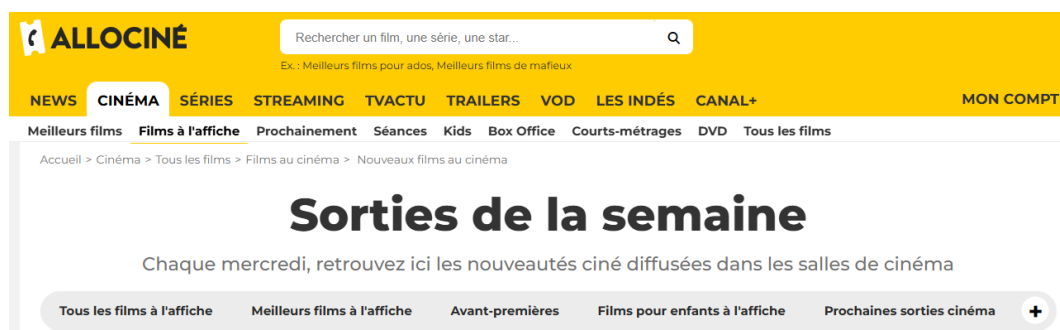 ALLOCINÉ
Rechercher un film, une série, une star...
Ex. : Meilleurs films pour ados, Meilleurs films de mafieux
NEWS CINÉMA SÉRIES STREAMING TVACTU TRAILERS VOD LES INDÉS CANAL+ MON COMPT
Meilleurs films Films à l'affiche Prochainement Séances Kids Box Office Courts-métrages DVD Tous les films
Accueil > Cinéma > Tous les films > Films au cinéma > Nouveaux films au cinéma
Sorties de la semaine
Chaque mercredi, retrouvez ici les nouveautés ciné diffusées dans les salles de cinéma
Tous les films à l'affiche Meilleurs films à l'affiche Avant-premières Films pour enfants à l'affiche Prochaines sorties cinéma +